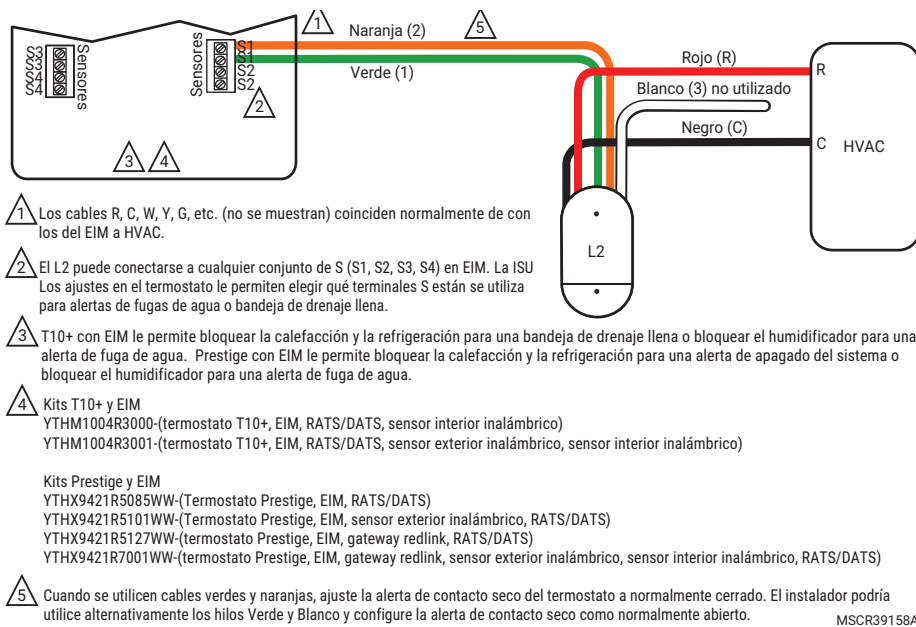 1
Naranja (2)
5
S3
S3
S4
S4
Sensores
Sensores
S1
S1
S2
S2
Verde (1)
2
3
4
Rojo (R)
R
Blanco (3) no utilizado
Negro (C)
C
HVAC
L2
1 Los cables R, C, W, Y, G, etc. (no se muestran) coinciden normalmente de con
los del EIM a HVAC.
2 El L2 puede conectarse a cualquier conjunto de S (S1, S2, S3, S4) en EIM. La ISU
Los ajustes en el termostato le permiten elegir qué terminales S están se utiliza
para alertas de fugas de agua o bandeja de drenaje llena.
3 T10+ con EIM le permite bloquear la calefacción y la refrigeración para una bandeja de drenaje llena o bloquear el humidificador para una
alerta de fuga de agua. Prestige con EIM le permite bloquear la calefacción y la refrigeración para una alerta de apagado del sistema o
bloquear el humidificador para una alerta de fuga de agua.
4 Kits T10+ y EIM
YTHM1004R3000-(termostato T10+, EIM, RATS/DATS, sensor interior inalámbrico)
YTHM1004R3001-(termostato T10+, EIM, RATS/DATS, sensor exterior inalámbrico, sensor interior inalámbrico)
Kits Prestige y EIM
YTHX9421R5085WW-(Termostato Prestige, EIM, RATS/DATS)
YTHX9421R5101WW-(Termostato Prestige, EIM, sensor exterior inalámbrico, RATS/DATS)
YTHX9421R5127WW-(termostato Prestige, EIM, gateway redlink, RATS/DATS)
YTHX9421R7001WW-(termostato Prestige, EIM, gateway redlink, sensor exterior inalámbrico, sensor interior inalámbrico, RATS/DATS)
5 Cuando se utilicen cables verdes y naranjas, ajuste la alerta de contacto seco del termostato a normalmente cerrado. El instalador podría
utilice alternativamente los hilos Verde y Blanco y configure la alerta de contacto seco como normalmente abierto.
MSCR39158A